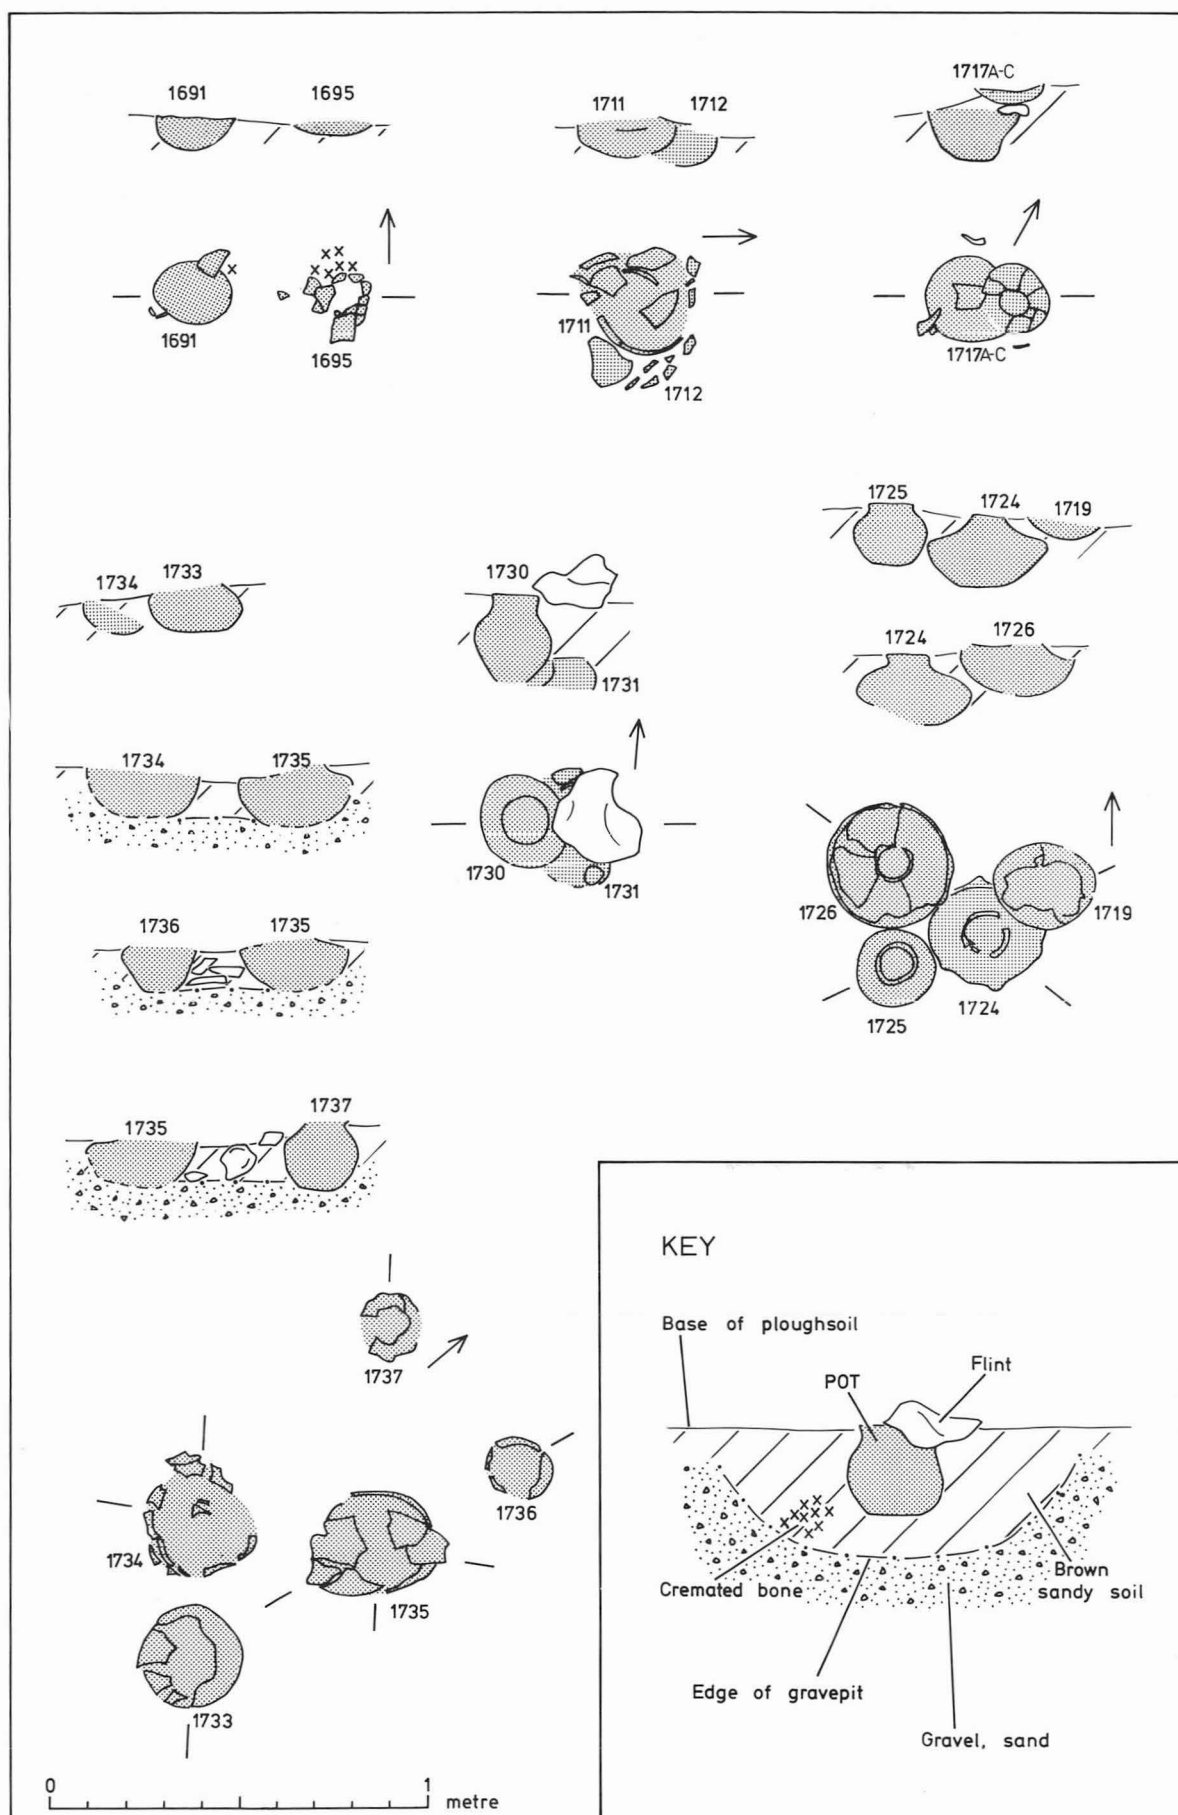 1691 1695
1711 1712
1717A-C
1691
1695
1711
1712
1717A-C
1725
1724 1719
1734 1733
1730
1731
1724 1726
1734 1735
1730 1731
1726
1719
1725
1724
1736 1735
1735
1737
1737
1734
1736
1735
1733
0 1
metre
KEY
Base of ploughsoil
Flint
POT
Cremated bone
Brown
sandy soil
Edge of gravepit
Gravel, sand